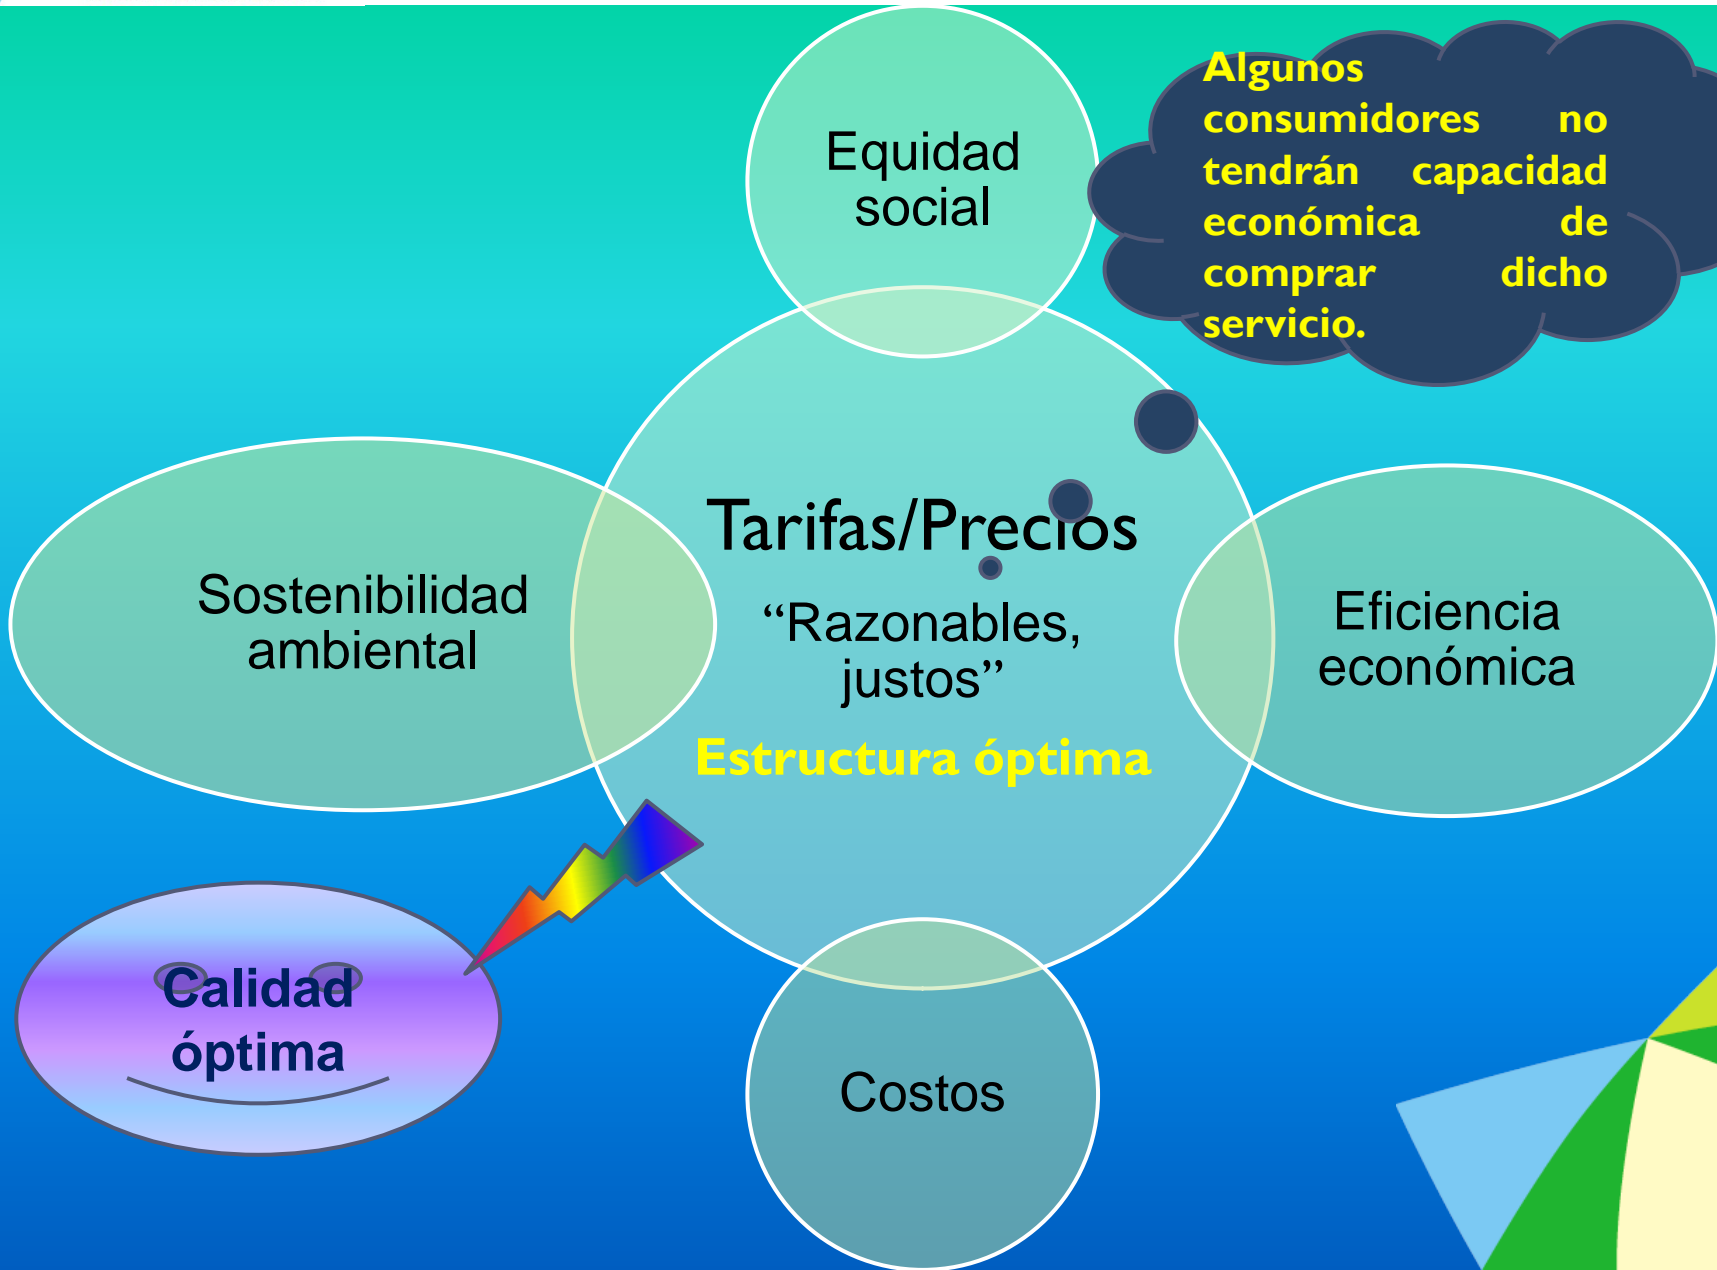 Equidad
social
Algunos
consumidores no
tendrán capacidad
económica de
comprar dicho
servicio.
Sostenibilidad
ambiental
Tarifas/Precios
“Razonables,
justos”
Estructura óptima
Eficiencia
económica
Calidad
óptima
Costos